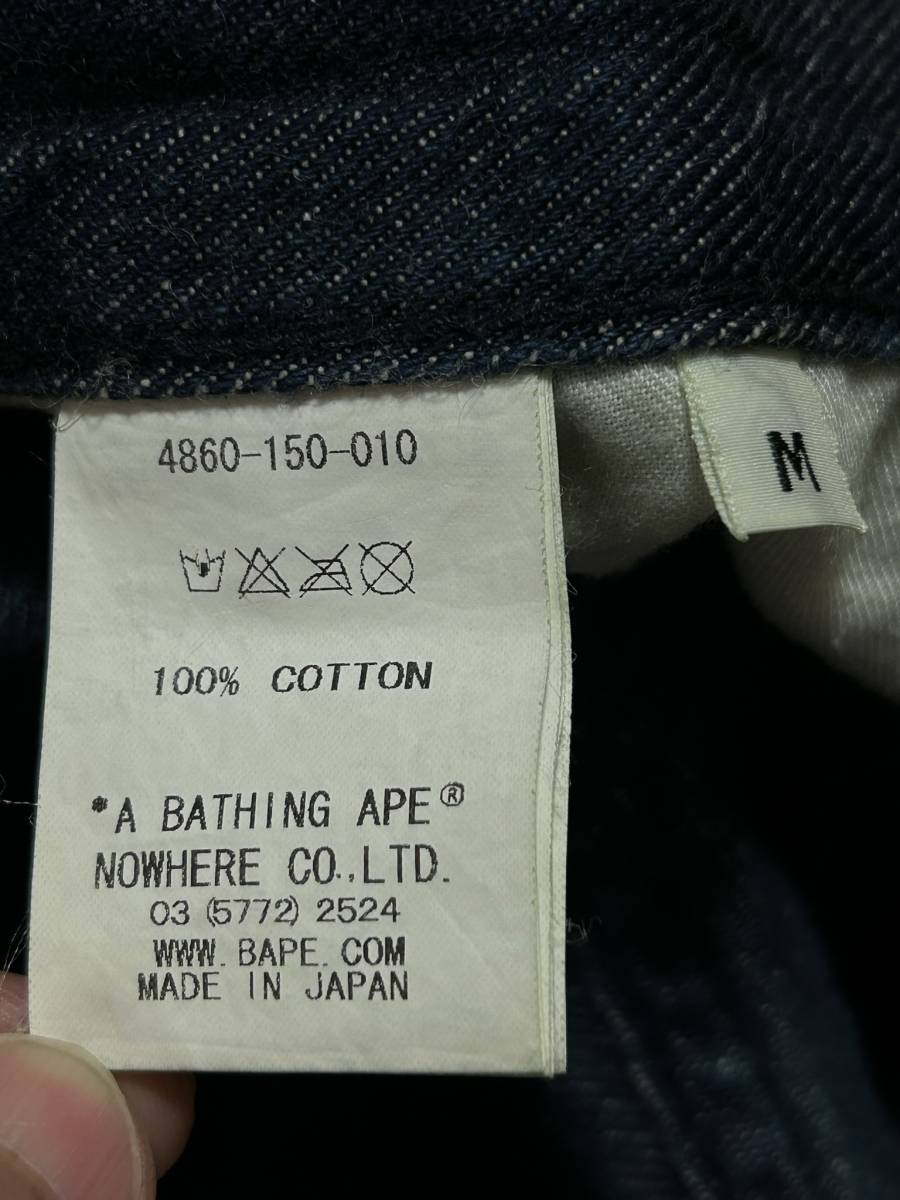 4860-150-010
M
100% COTTON
*A BATHING APE®
NOWHERE CO.,LTD.
03 (5772) 2524
WWW. BAPE. COM
MADE IN JAPAN